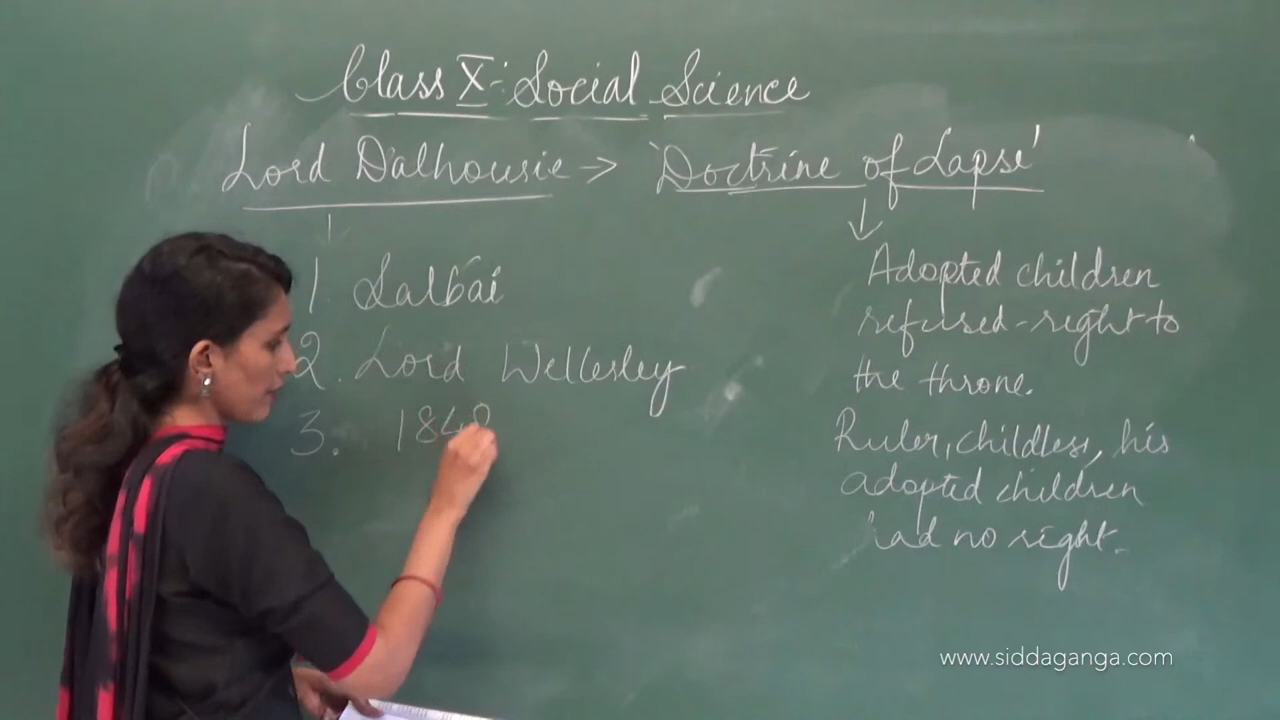 Class X: Social Science
Lord Dalhousie → 'Doctrine of Lapse'
1. Salbai
2. Lord Wellesley
3. 1848
↓
Adopted children
refused-right to
the throne.
Ruler, childless, his
adopted children
had no right.
www.siddaganga.com